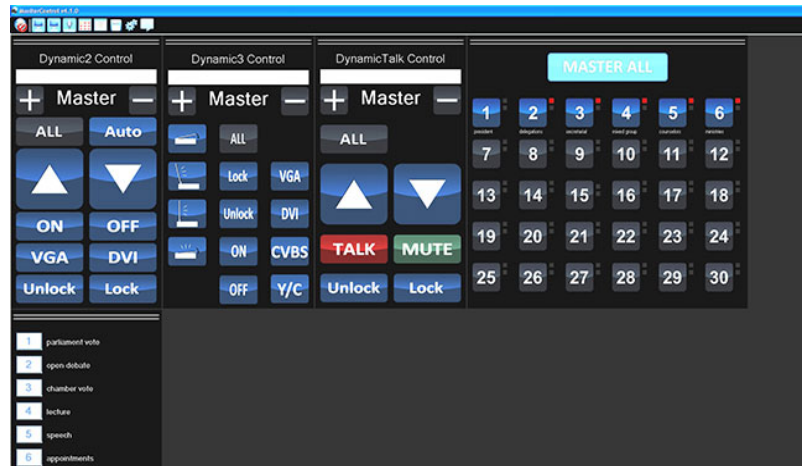 MasterControl v4.1.0
Dynamic2 Control
Master
ALL Auto
ON OFF
VGA DVI
Unlock Lock
Dynamic3 Control
Master
ALL
Lock VGA
Unlock DVI
ON CVBS
OFF Y/C
DynamicTalk Control
Master
ALL
TALK MUTE
Unlock Lock
MASTER ALL
1 2 3 4 5 6
president delegations secretariat mixed group counselors ministries
7 8 9 10 11 12
13 14 15 16 17 18
19 20 21 22 23 24
25 26 27 28 29 30
1 parliament vote
2 open-debate
3 chamber vote
4 lecture
5 speech
6 appointments